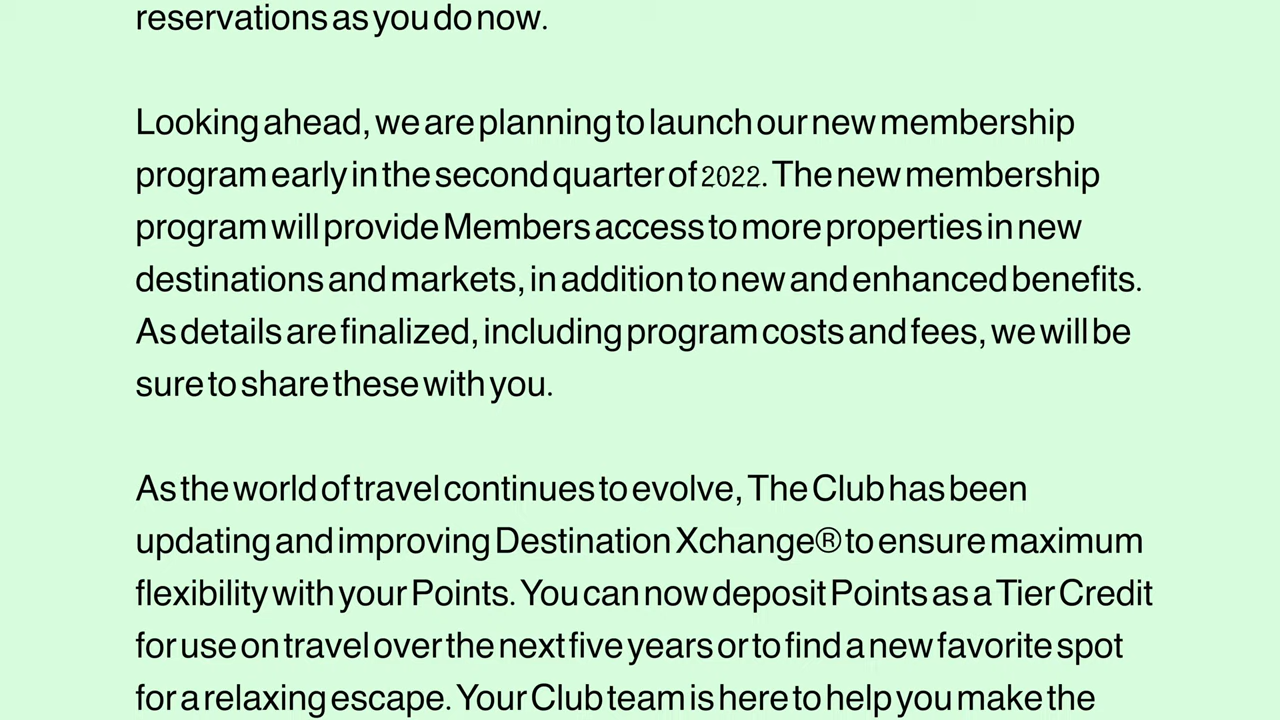 reservations as you do now.
Looking ahead, we are planning to launch our new membership
program early in the second quarter of 2022. The new membership
program will provide Members access to more properties in new
destinations and markets, in addition to new and enhanced benefits.
As details are finalized, including program costs and fees, we will be
sure to share these with you.
As the world of travel continues to evolve, The Club has been
updating and improving Destination Xchange® to ensure maximum
flexibility with your Points. You can now deposit Points as a Tier Credit
for use on travel over the next five years or to find a new favorite spot
for a relaxing escape. Your Club team is here to help you make the